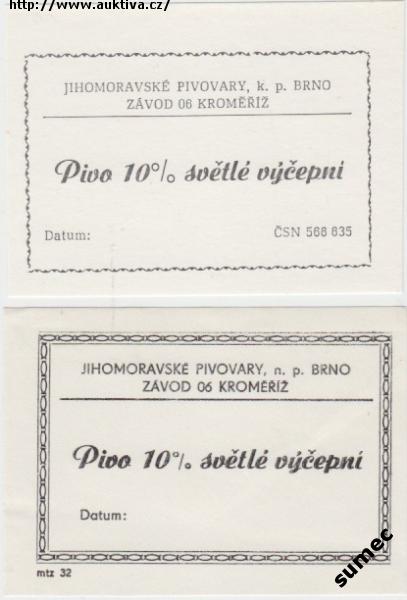 http://www.auktiva.cz/
JIHOMORAVSKÉ PIVOVARY, k. p. BRNO
ZÁVOD 06 KROMĚŘÍŽ
Pivo 10% světlé výčepní
Datum:
ČSN 568 635
JIHOMORAVSKÉ PIVOVARY, n. p. BRNO
ZÁVOD 06 KROMĚŘÍŽ
Pivo 10% světlé výčepní
Datum:
mtz 32
sumec